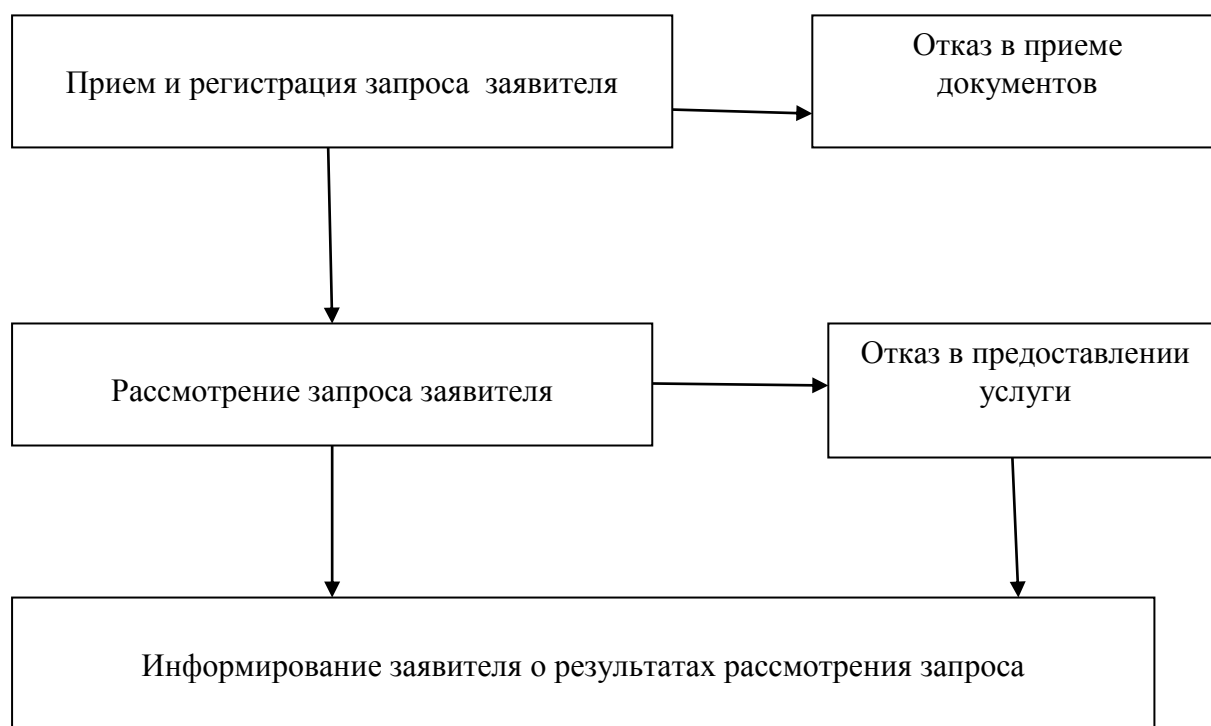 Прием и регистрация запроса  заявителя
Отказ в приеме
документов
Рассмотрение запроса заявителя
Отказ в предоставлении
услуги
Информирование заявителя о результатах рассмотрения запроса